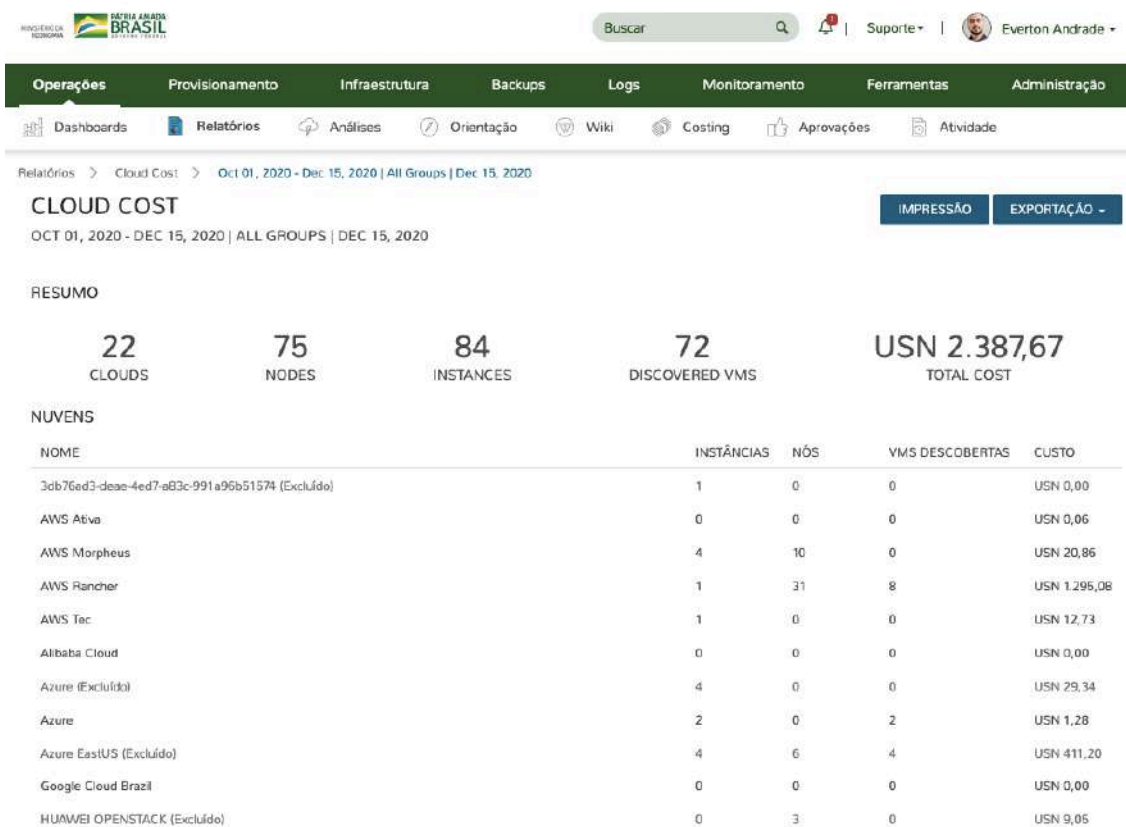 MINISTÉRIO DA
ECONOMIA
PÁTRIA AMADA
BRASIL
GOVERNO FEDERAL
Buscar
Suporte
|
Everton Andrade
Operações Provisionamento Infraestrutura Backups Logs Monitoramento Ferramentas Administração
Dashboards Relatórios Análises Orientação Wiki Costing Aprovações Atividade
Relatórios > Cloud Cost > Oct 01, 2020 - Dec 15, 2020 | All Groups | Dec 15, 2020
CLOUD COST
IMPRESSÃO EXPORTAÇÃO
OCT 01, 2020 - DEC 15, 2020 | ALL GROUPS | DEC 15, 2020
RESUMO
22 75 84 72 USN 2.387,67
CLOUDS NODES INSTANCES DISCOVERED VMS TOTAL COST
NUVENS
NOME INSTÂNCIAS NÓS VMS DESCOBERTAS CUSTO
3db76ed3-deae-4ed7-a83c-991a96b51574 (Excluído) 1 0 0 USN 0,00
AWS Ativa 0 0 0 USN 0,06
AWS Morpheus 4 10 0 USN 20,86
AWS Rancher 1 31 8 USN 1.295,08
AWS Tec 1 0 0 USN 12,73
Alibaba Cloud 0 0 0 USN 0,00
Azure (Excluído) 4 0 0 USN 29,34
Azure 2 0 2 USN 1,28
Azure EastUS (Excluído) 4 6 4 USN 411,20
Google Cloud Brazil 0 0 0 USN 0,00
HUAWEI OPENSTACK (Excluído) 0 3 0 USN 9,05